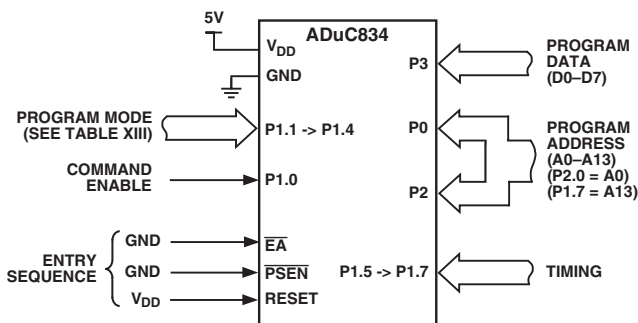 5V
ADuC834
VDD
GND
PROGRAM MODE
(SEE TABLE XIII)
P1.1 -> P1.4
COMMAND
ENABLE
P1.0
ENTRY
SEQUENCE
GND
EA
GND
PSEN
VDD
RESET
P3
PROGRAM
DATA
(D0–D7)
P0
P2
PROGRAM
ADDRESS
(A0–A13)
(P2.0 = A0)
(P1.7 = A13)
P1.5 -> P1.7
TIMING